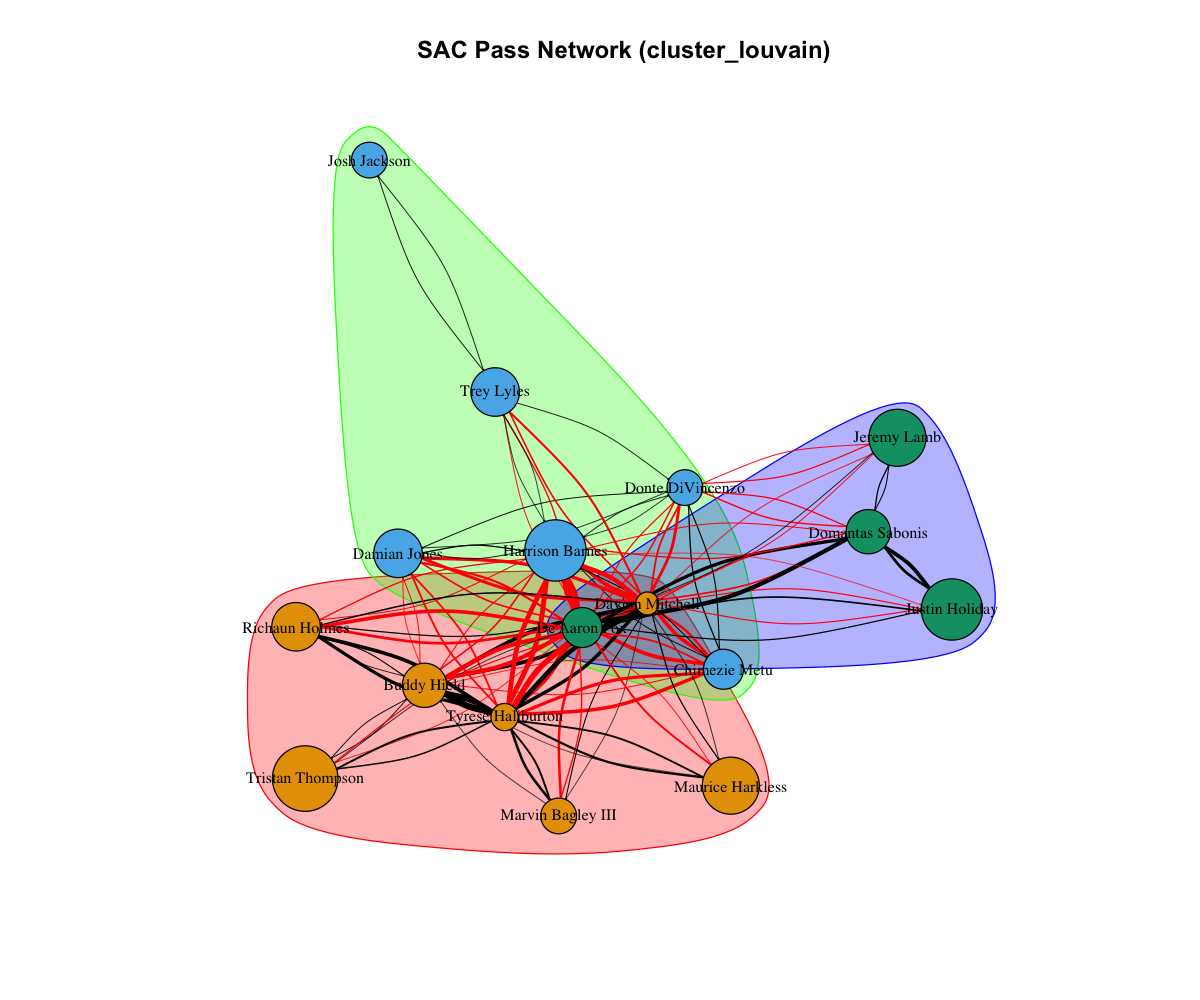 SAC Pass Network (cluster_louvain)
Josh Jackson
Trey Lyles
Jeremy Lamb
Donte DiVincenzo
Domantas Sabonis
Damian Jones
Harrison Barnes
Davion Mitchell
Justin Holiday
Richaun Holmes
De'Aaron Fox
Chimezie Metu
Buddy Hield
Tyrese Haliburton
Tristan Thompson
Maurice Harkless
Marvin Bagley III